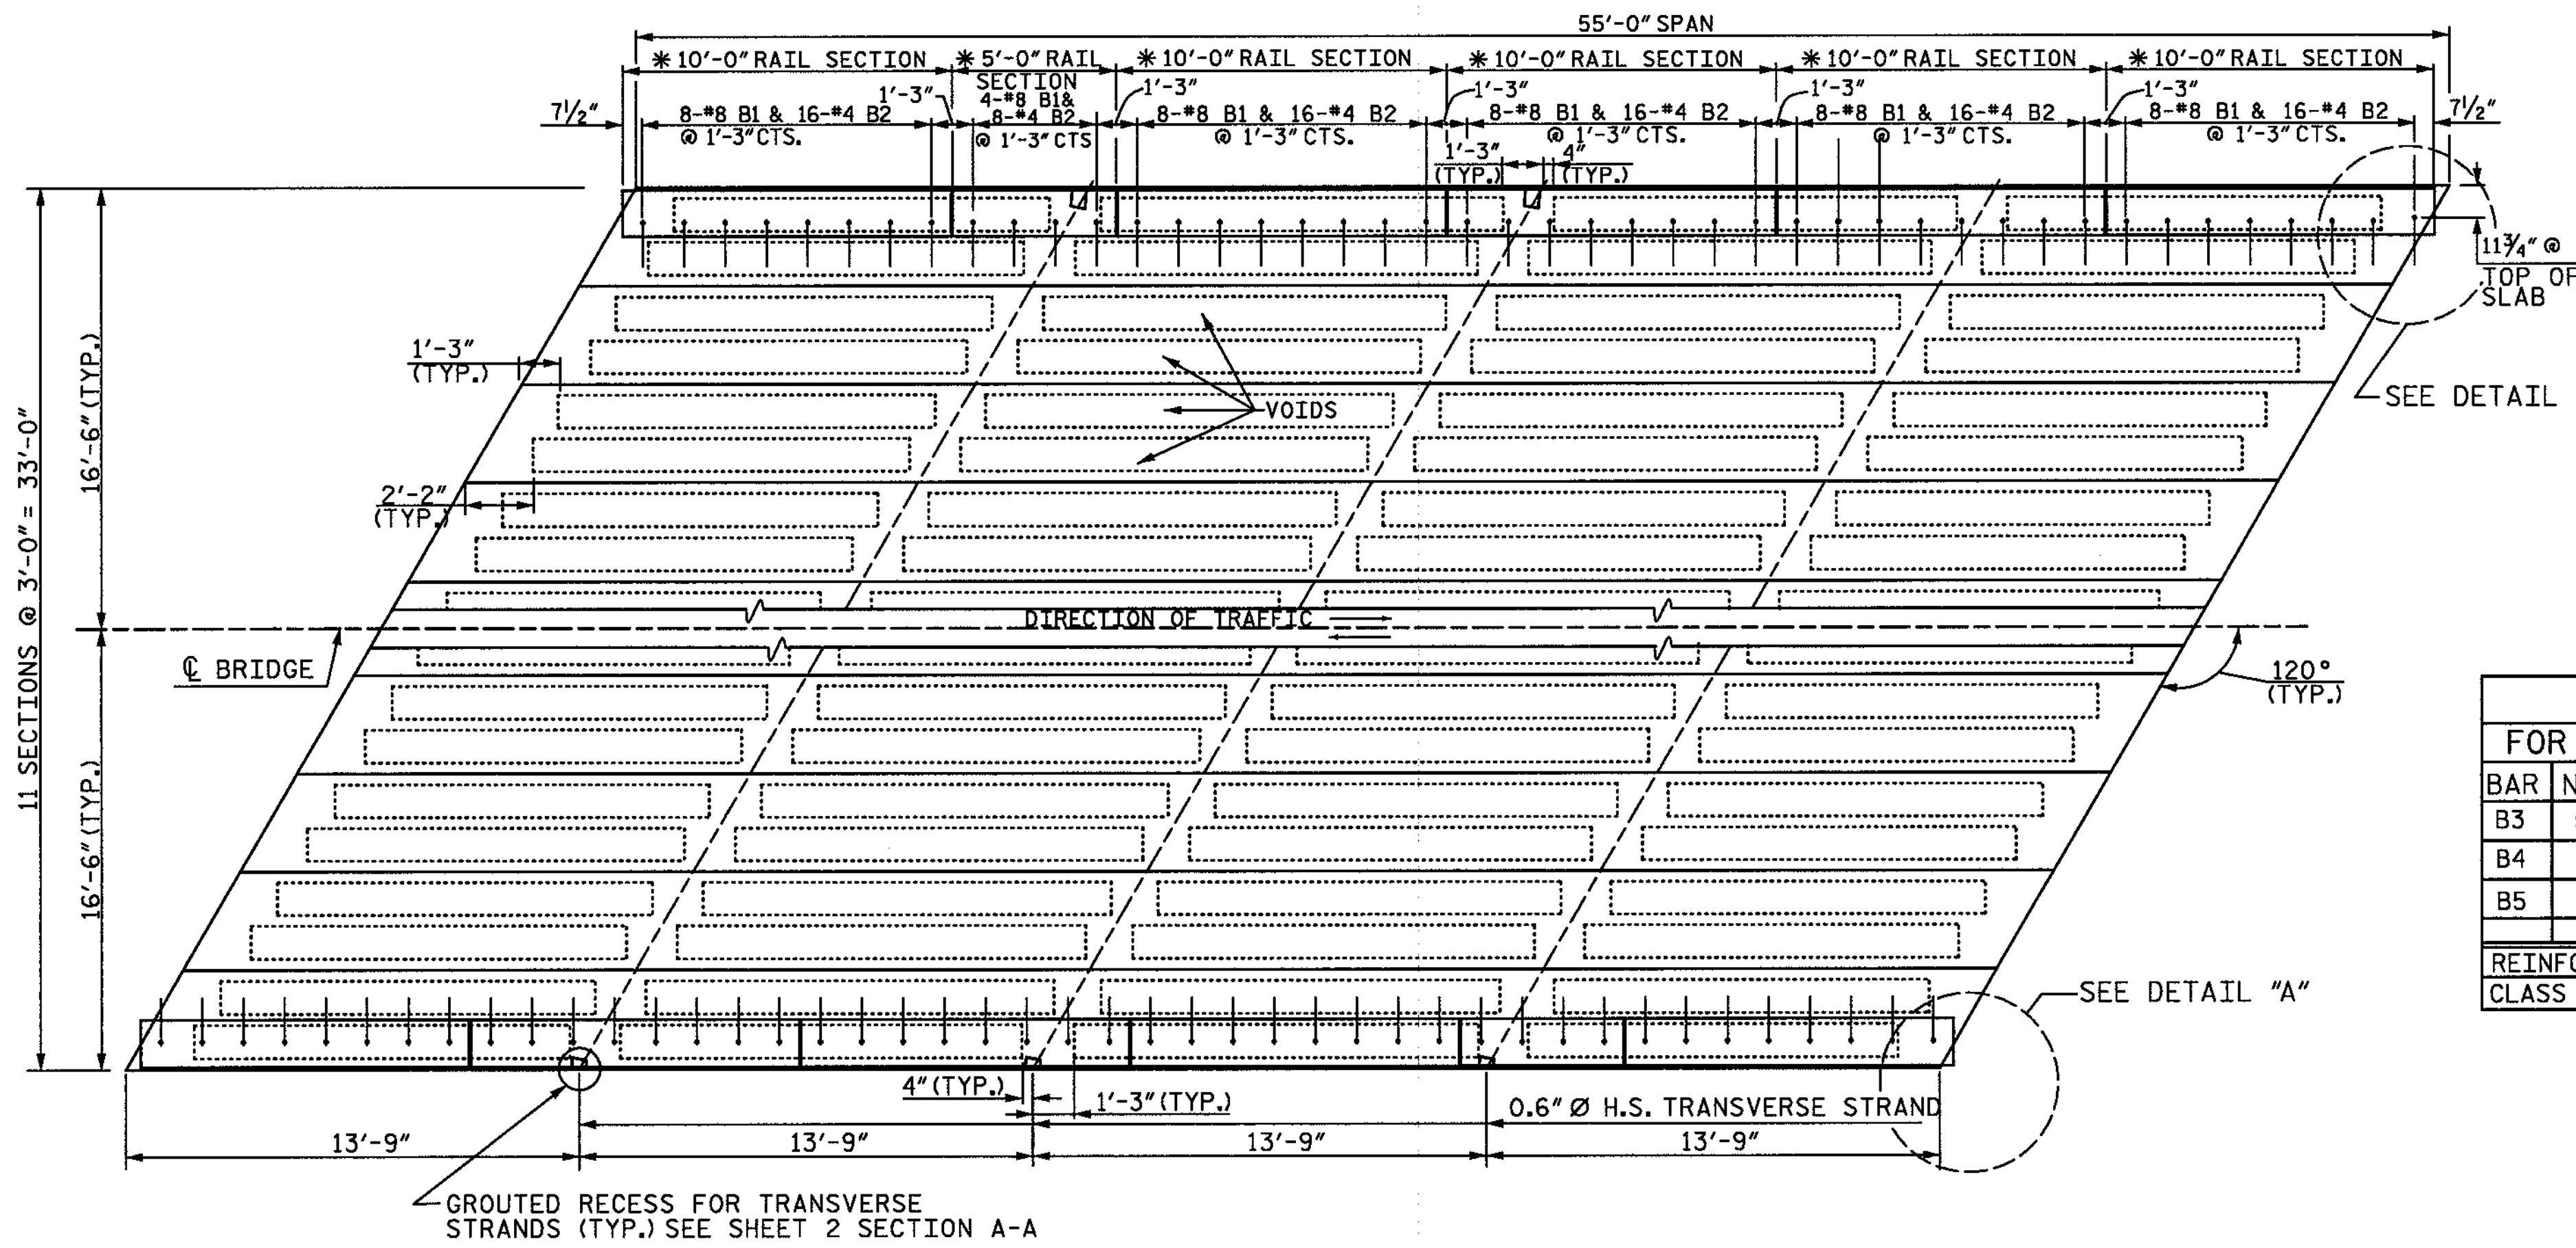 55'-0" SPAN
* 10'-0" RAIL SECTION
* 5'-0" RAIL
SECTION
* 10'-0" RAIL SECTION
* 10'-0" RAIL SECTION
* 10'-0" RAIL SECTION
* 10'-0" RAIL SECTION
7 1/2"
8-#8 B1 & 16-#4 B2
@ 1'-3" CTS.
1'-3"
4-#8 B1&
8-#4 B2
@ 1'-3" CTS
1'-3"
8-#8 B1 & 16-#4 B2
@ 1'-3" CTS.
1'-3"
8-#8 B1 & 16-#4 B2
@ 1'-3" CTS.
1'-3"
8-#8 B1 & 16-#4 B2
@ 1'-3" CTS.
1'-3"
8-#8 B1 & 16-#4 B2
@ 1'-3" CTS.
7 1/2"
1'-3"
(TYP.)
4"
(TYP.)
11 3/4" @
TOP OF
SLAB
SEE DETAIL
11 SECTIONS @ 3'-0" = 33'-0"
16'-6" (TYP.)
1'-3"
(TYP.)
VOIDS
2'-2"
(TYP.)
DIRECTION OF TRAFFIC
℄ BRIDGE
120°
(TYP.)
16'-6" (TYP.)
FOR
BAR N
B3
B4
B5
REINFO
CLASS
SEE DETAIL "A"
4" (TYP.)
1'-3" (TYP.)
0.6" Ø H.S. TRANSVERSE STRAND
13'-9"
13'-9"
13'-9"
13'-9"
GROUTED RECESS FOR TRANSVERSE
STRANDS (TYP.) SEE SHEET 2 SECTION A-A